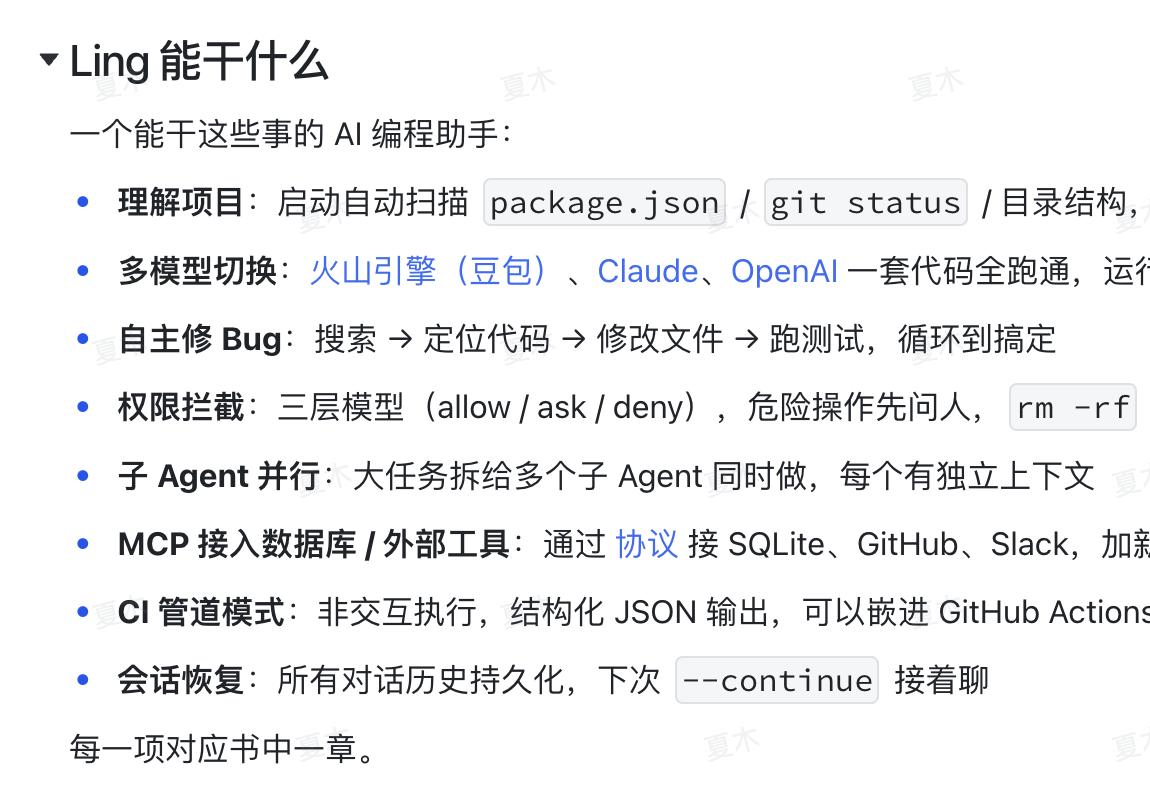 Ling 能干什么
一个能干这些事的 AI 编程助手：
理解项目：启动自动扫描 package.json / git status / 目录结构，
多模型切换：火山引擎（豆包）、Claude、OpenAI 一套代码全跑通，运行
自主修 Bug：搜索 → 定位代码 → 修改文件 → 跑测试，循环到搞定
权限拦截：三层模型（allow / ask / deny），危险操作先问人， rm -rf
子 Agent 并行：大任务拆给多个子 Agent 同时做，每个有独立上下文
MCP 接入数据库 / 外部工具：通过 协议 接 SQLite、GitHub、Slack，加新
CI 管道模式：非交互执行，结构化 JSON 输出，可以嵌进 GitHub Actions
会话恢复：所有对话历史持久化，下次 --continue 接着聊
每一项对应书中一章。
夏木